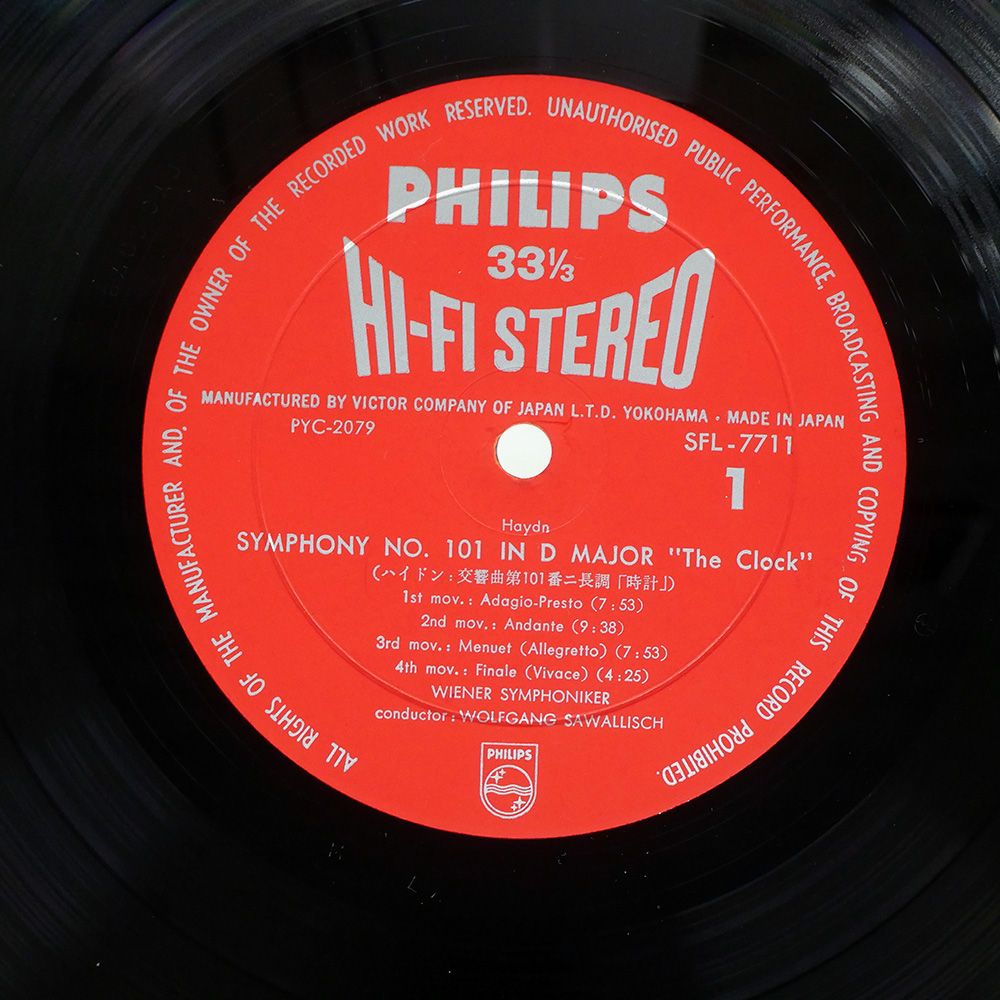 ALL RIGHTS OF THE MANUFACTURER AND, OF THE OWNER OF THE RECORDED WORK RESERVED. UNAUTHORISED PUBLIC PERFORMANCE, BROADCASTING AND COPYING OF THIS RECORD PROHIBITED.
PHILIPS
33⅓
HI-FI STEREO
MANUFACTURED BY VICTOR COMPANY OF JAPAN L.T.D. YOKOHAMA • MADE IN JAPAN
PYC-2079 SFL-7711
1
Haydn
SYMPHONY NO. 101 IN D MAJOR "The Clock"
(ハイドン：交響曲第101番ニ長調「時計」)
1st mov.: Adagio-Presto (7:53)
2nd mov.: Andante (9:38)
3rd mov.: Menuet (Allegretto) (7:53)
4th mov.: Finale (Vivace) (4:25)
WIENER SYMPHONIKER
conductor: WOLFGANG SAWALLISCH
PHILIPS